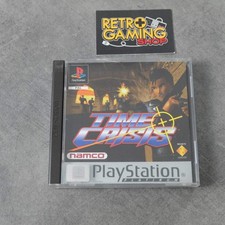 RETRO
GAMING
SHOP
namco
TIME
CRISIS
PlayStation
PLATINUM